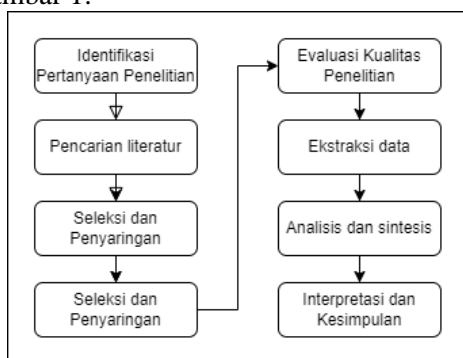 Identifikasi
Pertanyaan Penelitian
Pencarian literatur
Seleksi dan
Penyaringan
Seleksi dan
Penyaringan
Evaluasi Kualitas
Penelitian
Ekstraksi data
Analisis dan sintesis
Interpretasi dan
Kesimpulan